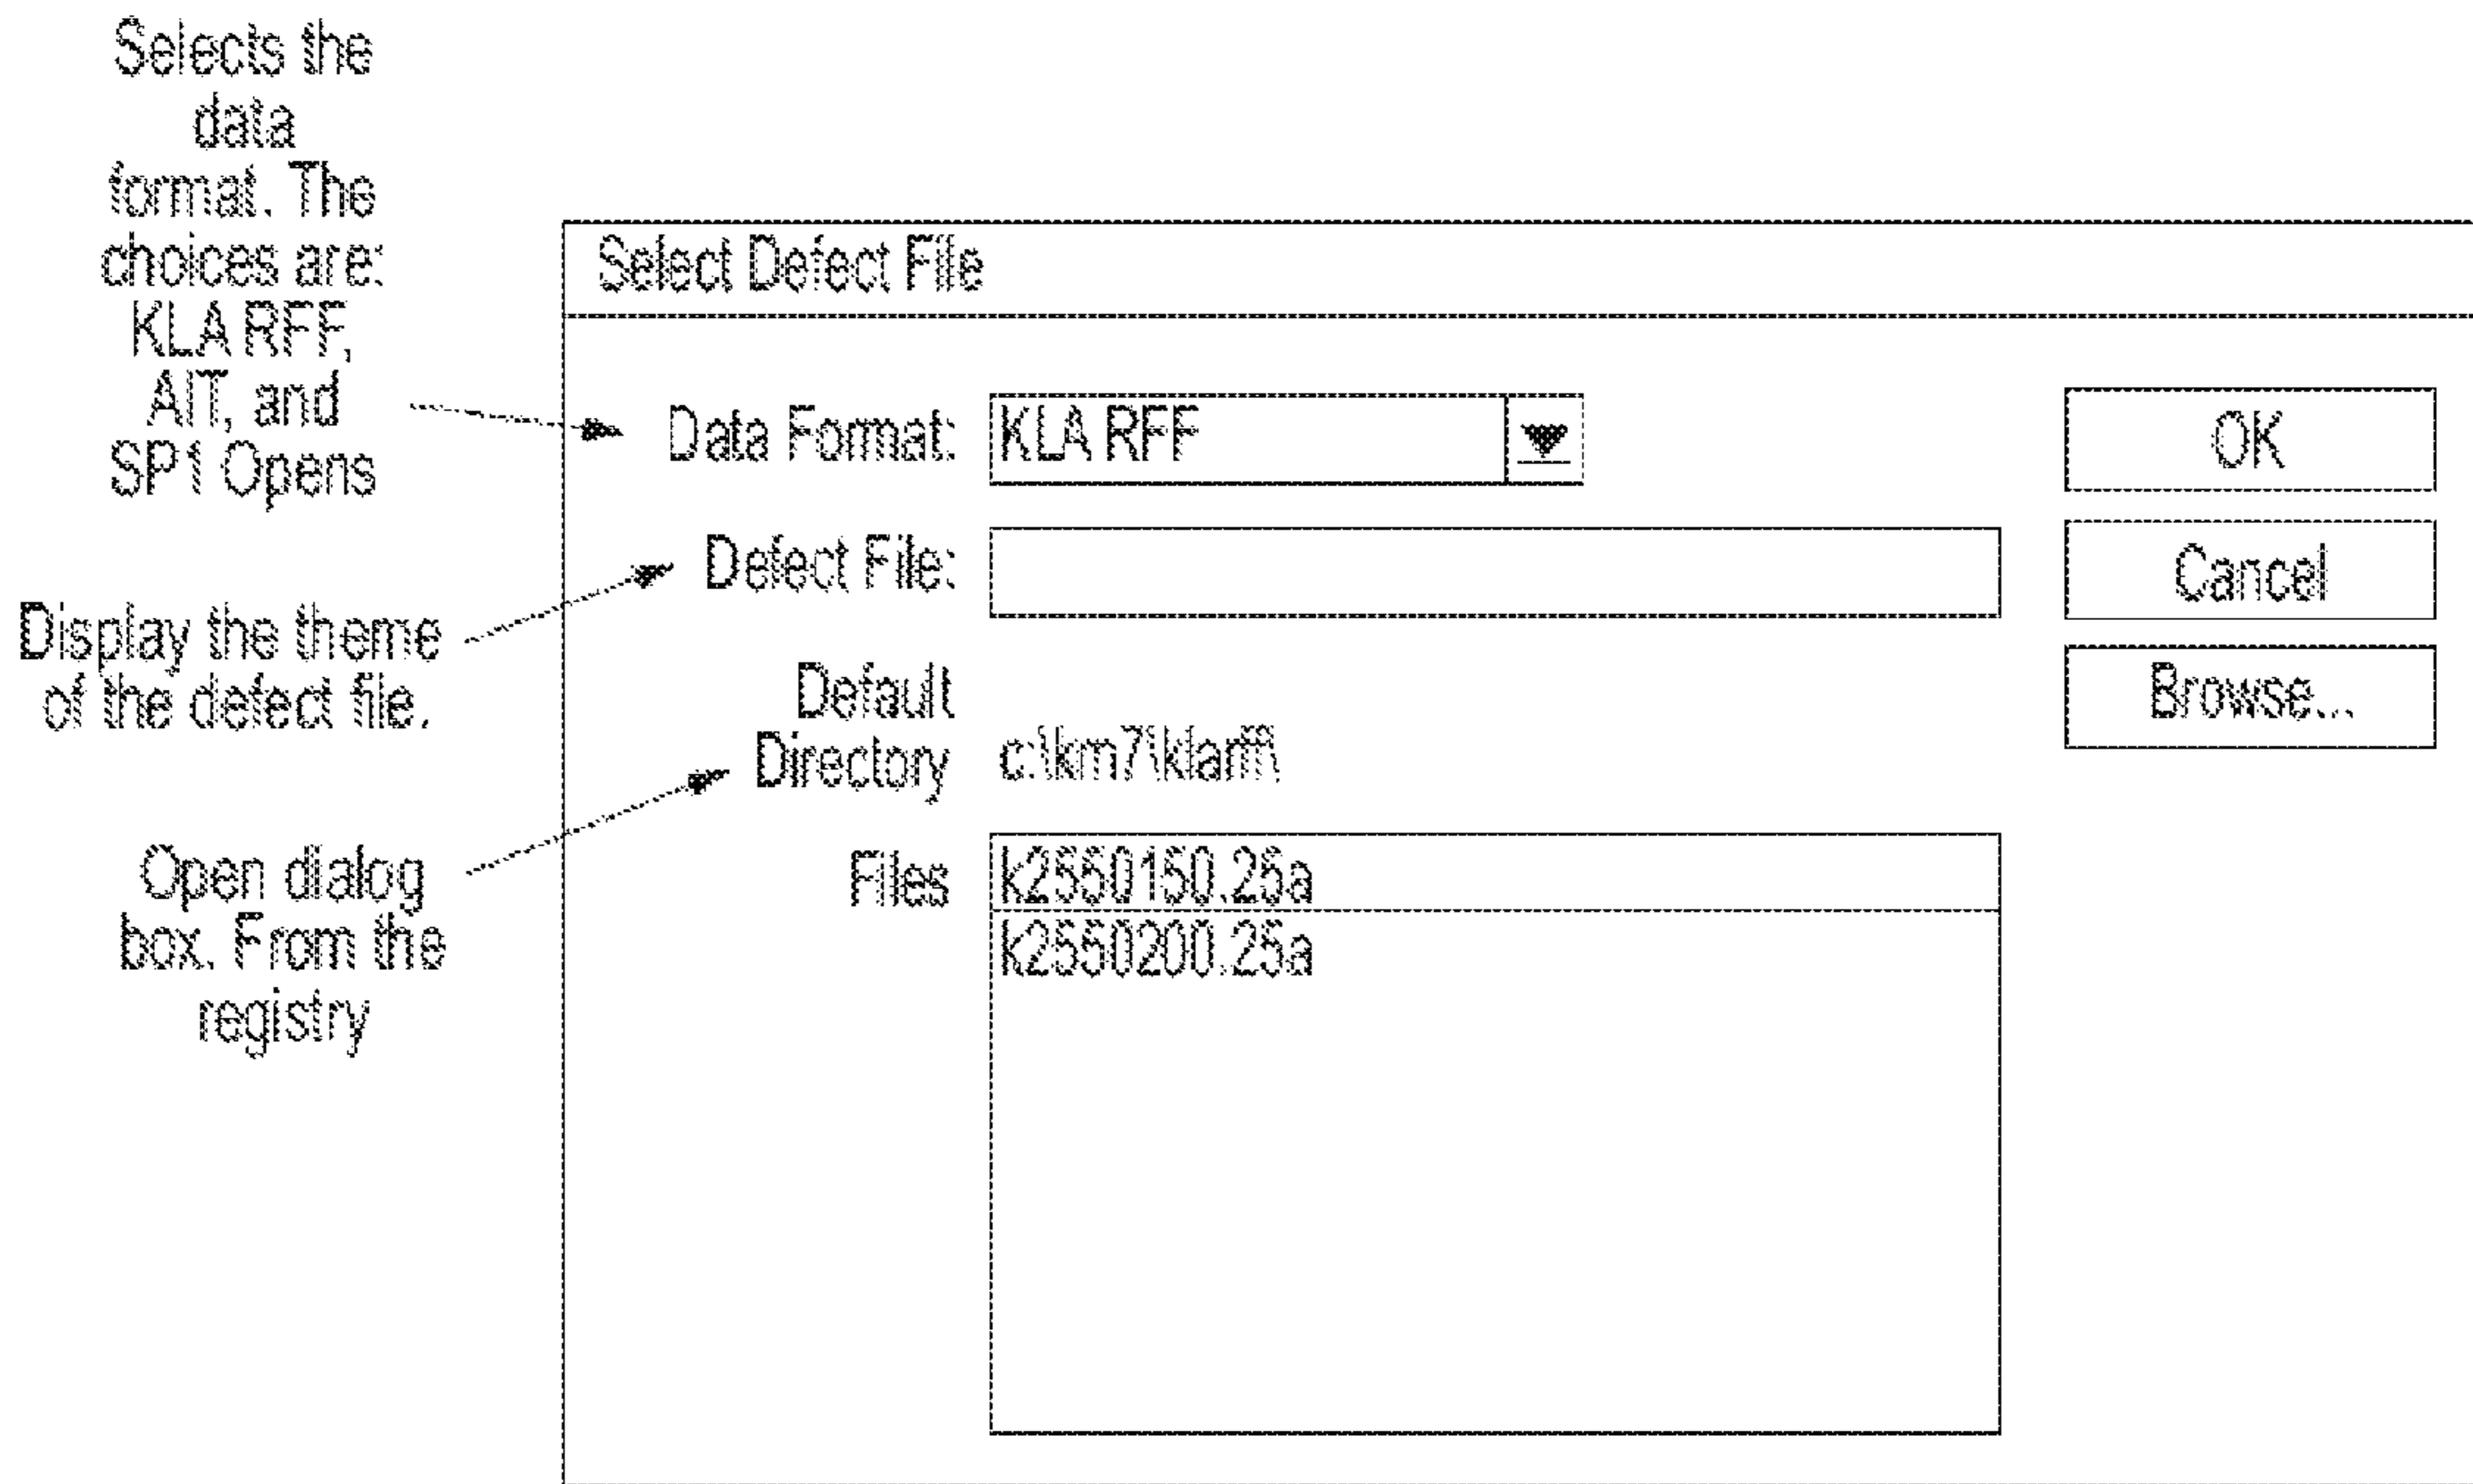 Selects the
data
format. The
choices are:
KLA RFF,
AIT, and
SP1 Opens
Display the theme
of the defect file.
Open dialog
box. From the
registry
Select Defect File
Data Format: KLA RFF
OK
Defect File:
Cancel
Default
Directory c:\km7\klarff\
Browse...
Files k2550150.25a
k2550200.25a